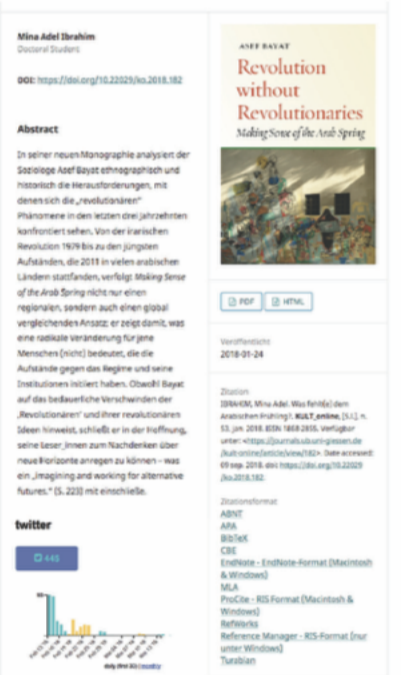 Mina Adel Ibrahim
Doctoral Student
DOI: https://doi.org/10.22029/ko.2018.182
Abstract
In seiner neuen Monographie analysiert der
Soziologe Asef Bayat ethnographisch und
historisch die Herausforderungen, mit
denen sich die „revolutionären“
Phänomene in den letzten drei Jahrzehnten
konfrontiert sehen. Von der iranischen
Revolution 1979 bis zu den jüngsten
Aufständen, die 2011 in vielen arabischen
Ländern stattfanden, verfolgt Making Sense
of the Arab Spring nicht nur einen
regionalen, sondern auch einen global
vergleichenden Ansatz; er zeigt damit, was
eine radikale Veränderung für jene
Menschen (nicht) bedeutet, die die
Aufstände gegen das Regime und seine
Institutionen initiiert haben. Obwohl Bayat
auf das bedauerliche Verschwinden der
‚Revolutionären‘ und ihrer revolutionären
Ideen hinweist, schließt er in der Hoffnung,
seine Leser_innen zum Nachdenken über
neue Horizonte anregen zu können – was
ein „imagining and working for alternative
futures.“ (S. 223) mit einschließe.
twitter
daily (first 30) | monthly
ASEF BAYAT
Revolution
without
Revolutionaries
Making Sense of the Arab Spring
PDF
HTML
Veröffentlicht
2018-01-24
Zitation
IBRAHIM, Mina Adel. Was fehlt(e) dem
Arabischen Frühling?. KULT_online, [S.l.], n.
53, jan. 2018. ISSN 1868-2855. Verfügbar
unter: <https://journals.ub.uni-giessen.de
/kult-online/article/view/182>. Date accessed:
09 sep. 2018. doi: https://doi.org/10.22029
/ko.2018.182.
Zitationsformat
ABNT
APA
BibTeX
CBE
EndNote - EndNote-Format (Macintosh
& Windows)
MLA
ProCite - RIS Format (Macintosh &
Windows)
RefWorks
Reference Manager - RIS-Format (nur
unter Windows)
Turabian